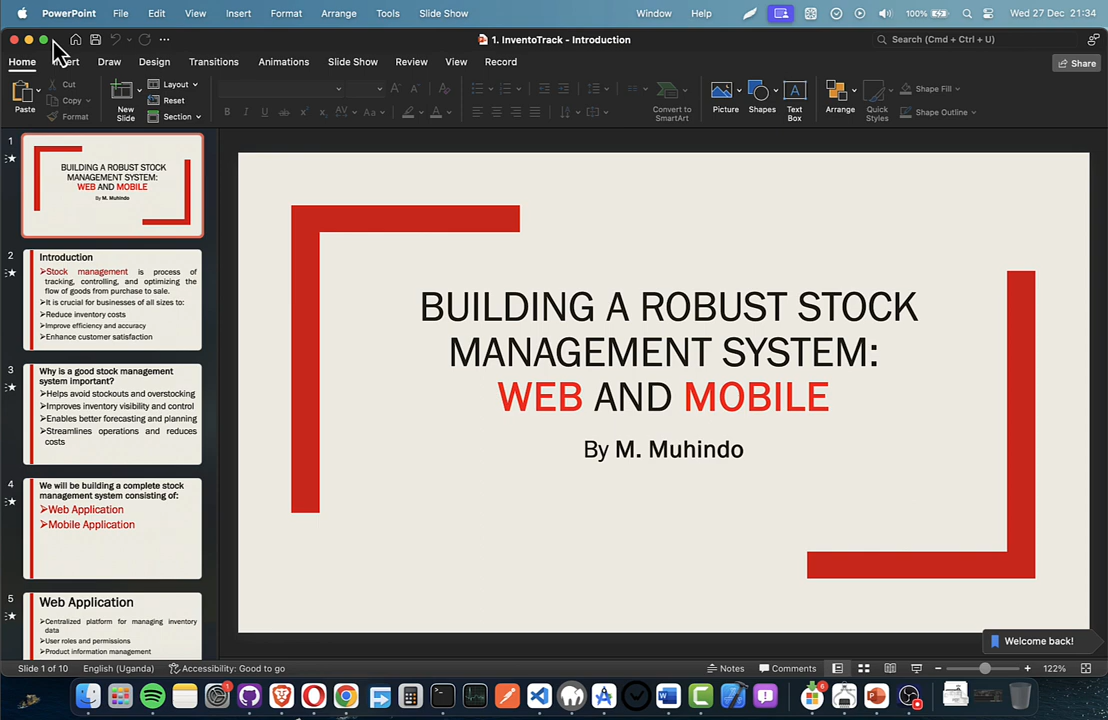 PowerPoint File Edit View Insert Format Arrange Tools Slide Show Window Help 100% Wed 27 Dec 21:34
1. InventoTrack - Introduction Search (Cmd + Ctrl + U)
Home Draw Design Transitions Animations Slide Show Review View Record Share
Paste Cut Copy Format New Slide Layout Reset Section Convert to SmartArt Picture Shapes Text Box Arrange Quick Styles Shape Fill Shape Outline
1
BUILDING A ROBUST STOCK
MANAGEMENT SYSTEM:
WEB AND MOBILE
By M. Muhindo
2
Introduction
➢Stock management is process of
tracking, controlling, and optimizing the
flow of goods from purchase to sale.
➢It is crucial for businesses of all sizes to:
➢Reduce inventory costs
➢Improve efficiency and accuracy
➢Enhance customer satisfaction
3
Why is a good stock management
system important?
➢Helps avoid stockouts and overstocking
➢Improves inventory visibility and control
➢Enables better forecasting and planning
➢Streamlines operations and reduces
costs
4
We will be building a complete stock
management system consisting of:
➢Web Application
➢Mobile Application
5
Web Application
➢Centralized platform for managing inventory
data
➢User roles and permissions
➢Product information management
BUILDING A ROBUST STOCK
MANAGEMENT SYSTEM:
WEB AND MOBILE
By M. Muhindo
Welcome back!
Slide 1 of 10 English (Uganda) Accessibility: Good to go Notes Comments 122%